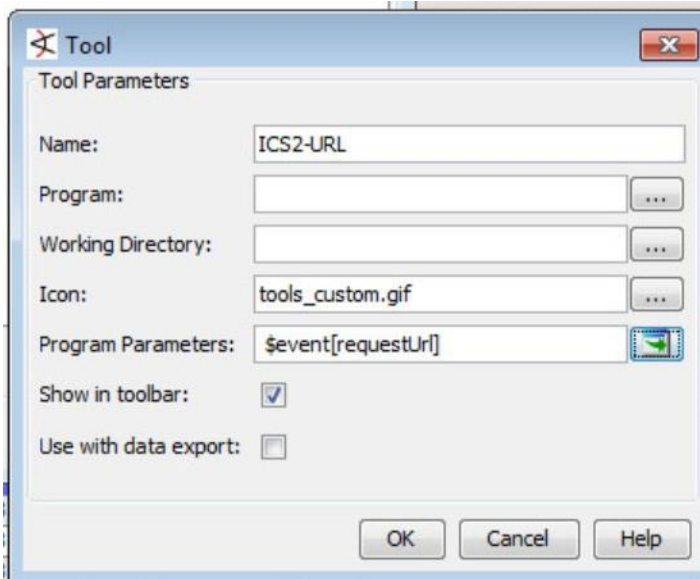 Tool
Tool Parameters
Name: ICS2-URL
Program: ...
Working Directory: ...
Icon: tools_custom.gif ...
Program Parameters: $event[requestUrl]
Show in toolbar:
Use with data export:
OK Cancel Help